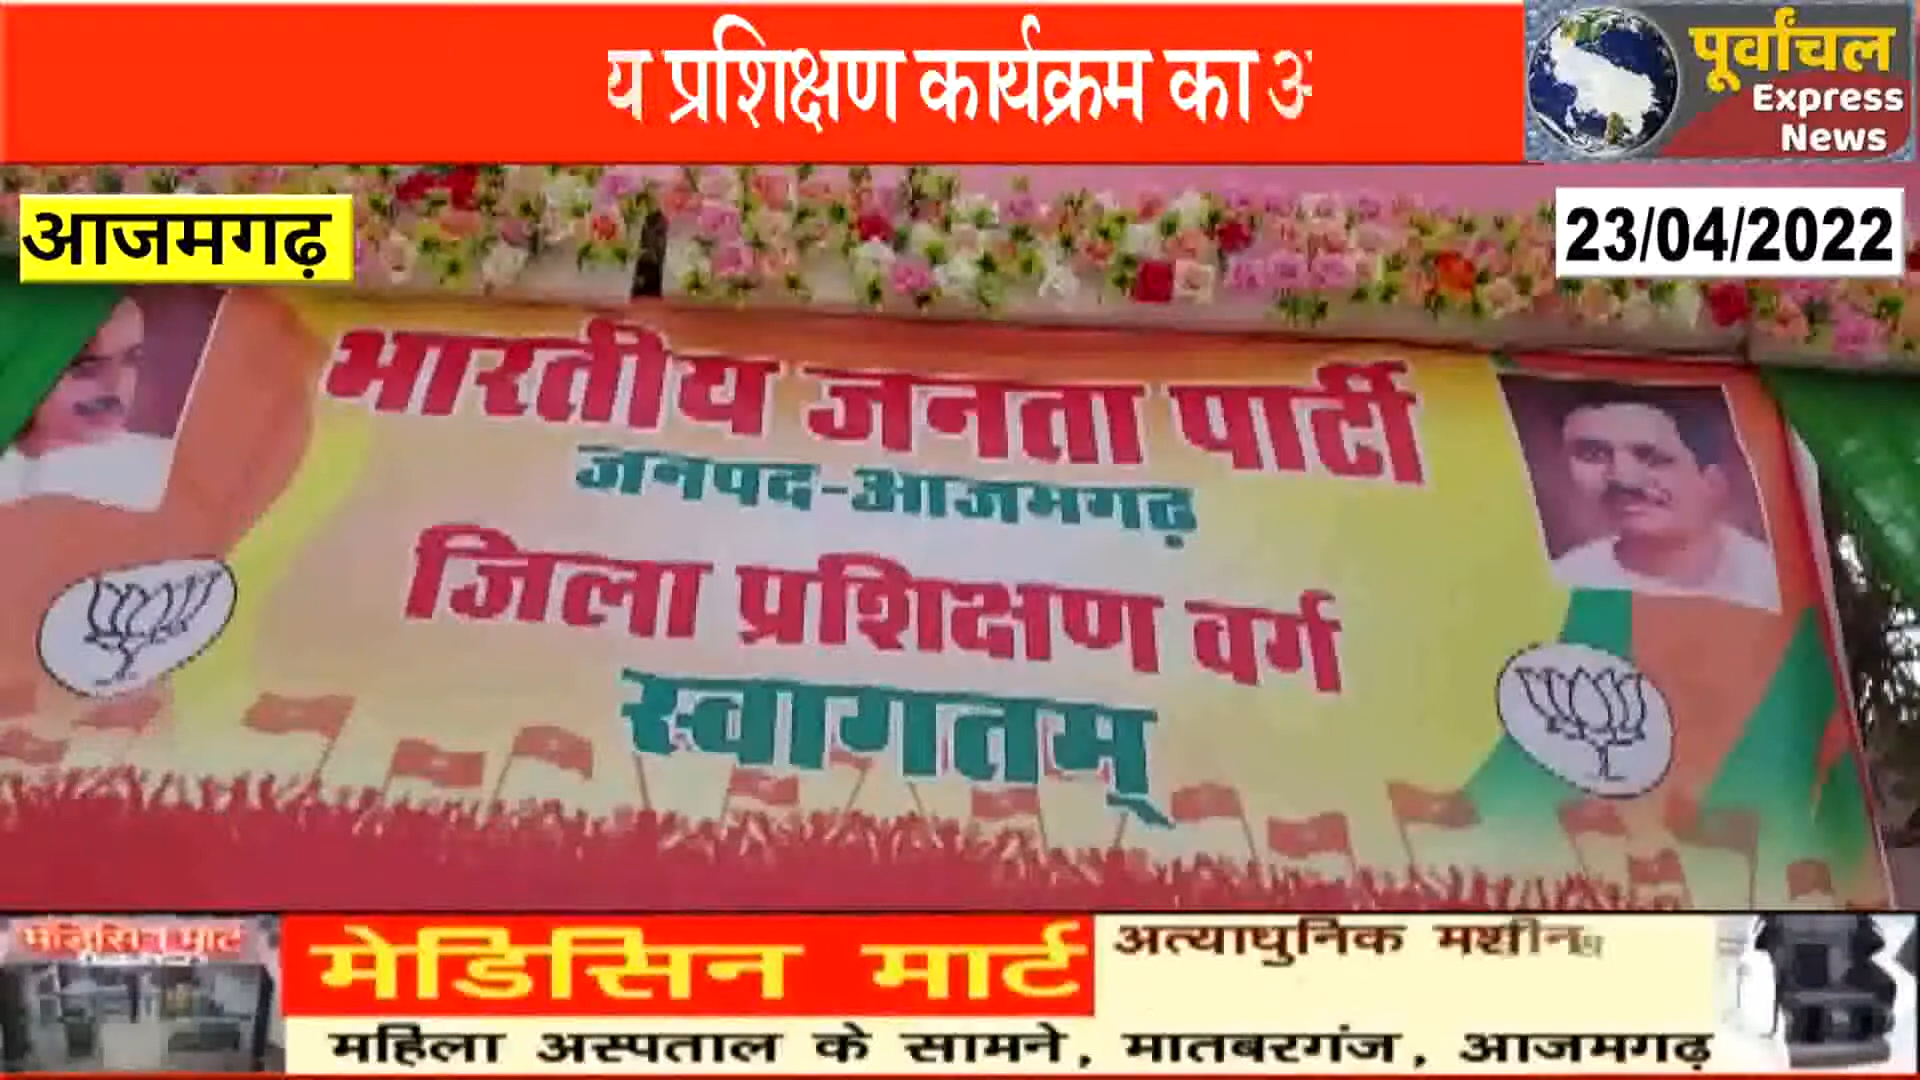 प्रशिक्षण कार्यक्रम का
पूर्वांचल
Express
News
आजमगढ़
23/04/2022
भारतीय जनता पार्टी
जनपद-आजमगढ़
जिला प्रशिक्षण वर्ग
स्वागतम्
मेडिसिन मार्ट
मेडिसिन मार्ट
अत्याधुनिक मशीन
महिला अस्पताल के सामने, मातबरगंज, आजमगढ़